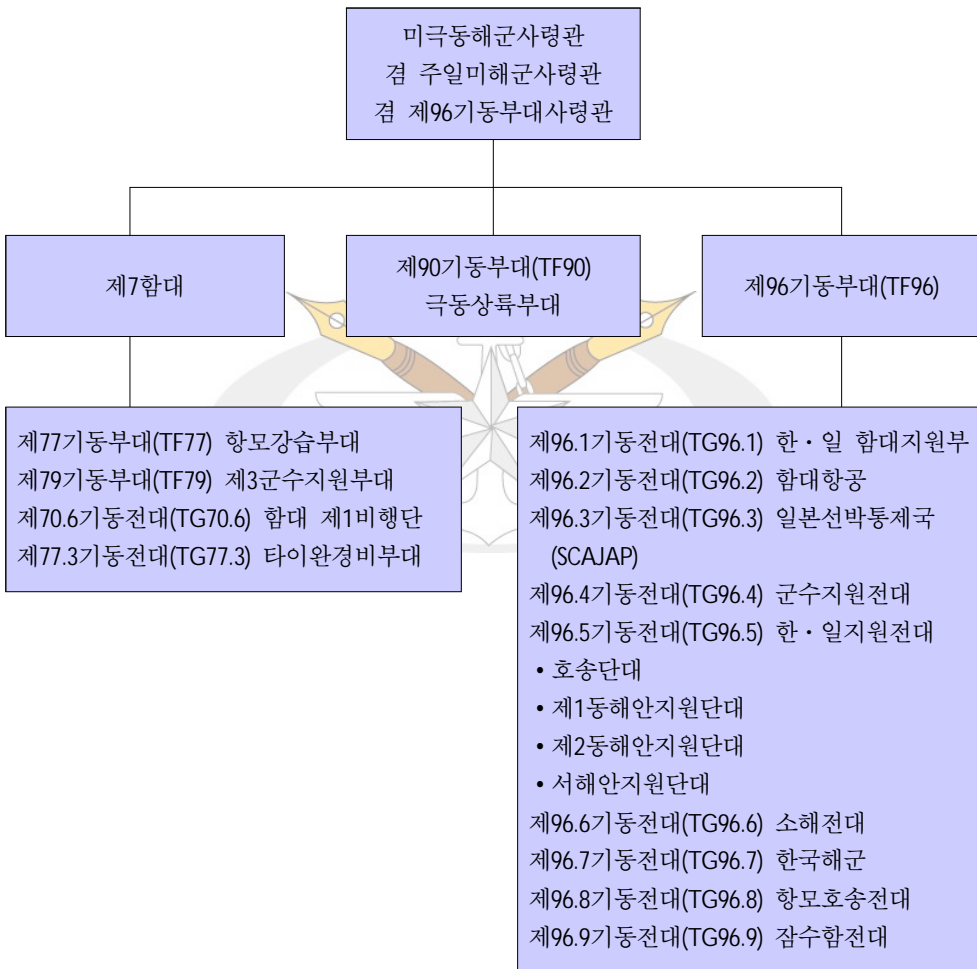 미극동해군사령관
겸 주일미해군사령관
겸 제96기동부대사령관
제7함대
제90기동부대(TF90)
극동상륙부대
제96기동부대(TF96)
제77기동부대(TF77) 항모강습부대
제79기동부대(TF79) 제3군수지원부대
제70.6기동전대(TG70.6) 함대 제1비행단
제77.3기동전대(TG77.3) 타이완경비부대
제96.1기동전대(TG96.1) 한·일 함대지원부
제96.2기동전대(TG96.2) 함대항공
제96.3기동전대(TG96.3) 일본선박통제국
(SCAJAP)
제96.4기동전대(TG96.4) 군수지원전대
제96.5기동전대(TG96.5) 한·일지원전대
• 호송단대
• 제1동해안지원단대
• 제2동해안지원단대
• 서해안지원단대
제96.6기동전대(TG96.6) 소해전대
제96.7기동전대(TG96.7) 한국해군
제96.8기동전대(TG96.8) 항모호송전대
제96.9기동전대(TG96.9) 잠수함전대